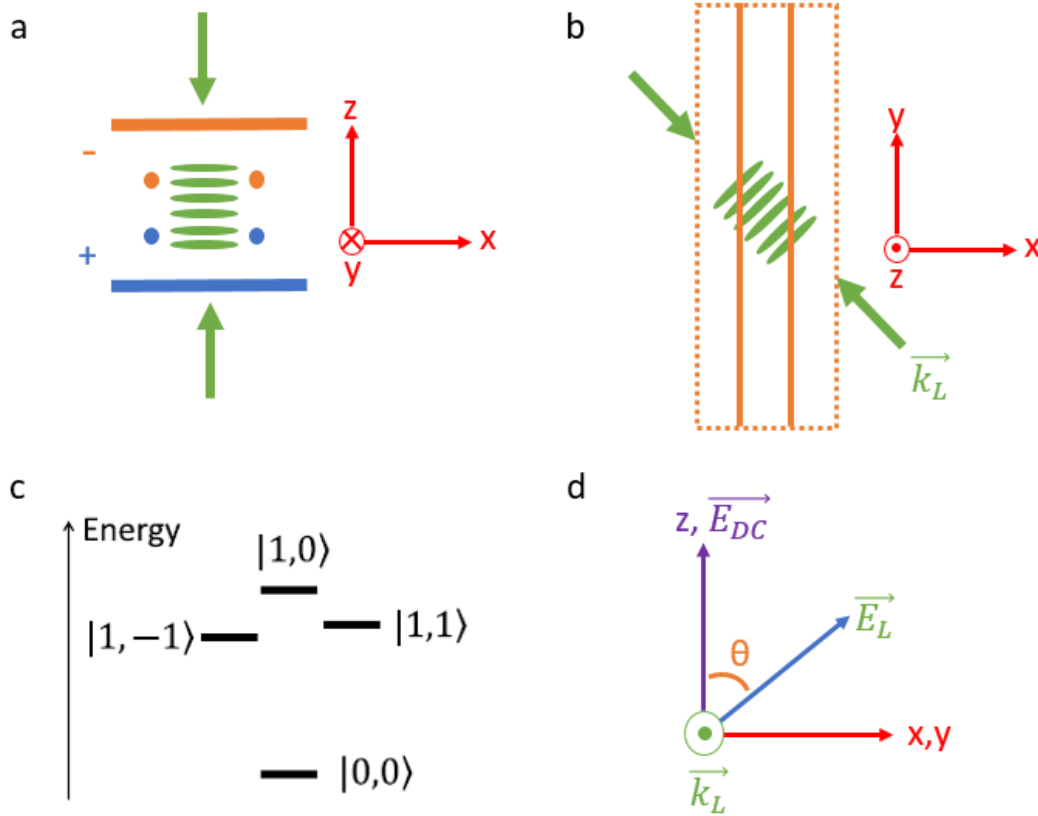 a
-
+
z
x
y
b
y
x
z
$\overrightarrow{k_L}$
c
Energy
|1,0⟩
|1,−1⟩
|1,1⟩
|0,0⟩
d
z, $\overrightarrow{E_{DC}}$
$\overrightarrow{E_L}$
θ
x,y
$\overrightarrow{k_L}$